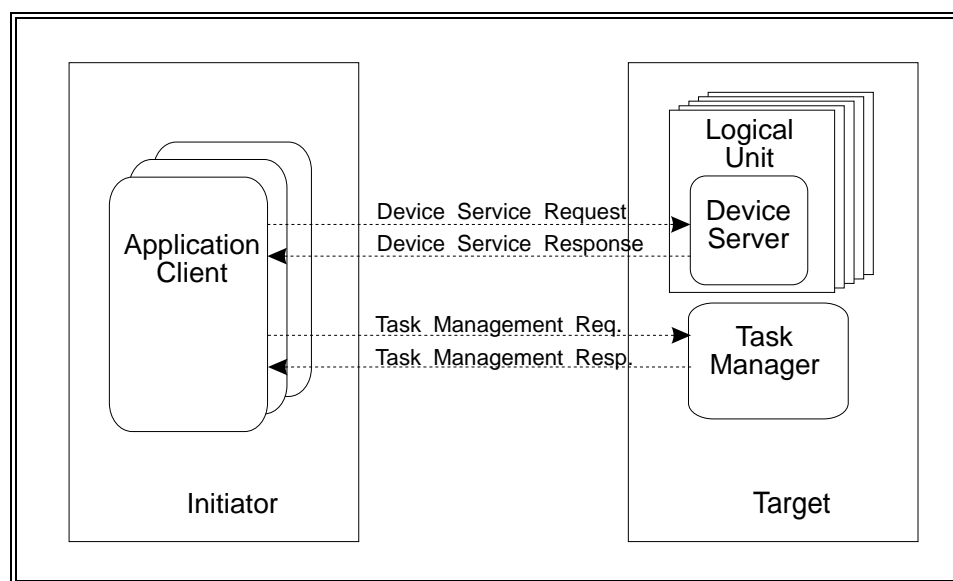 Application
Client
Initiator
Device Service Request
Device Service Response
Task Management Req.
Task Management Resp.
Logical
Unit
Device
Server
Task
Manager
Target